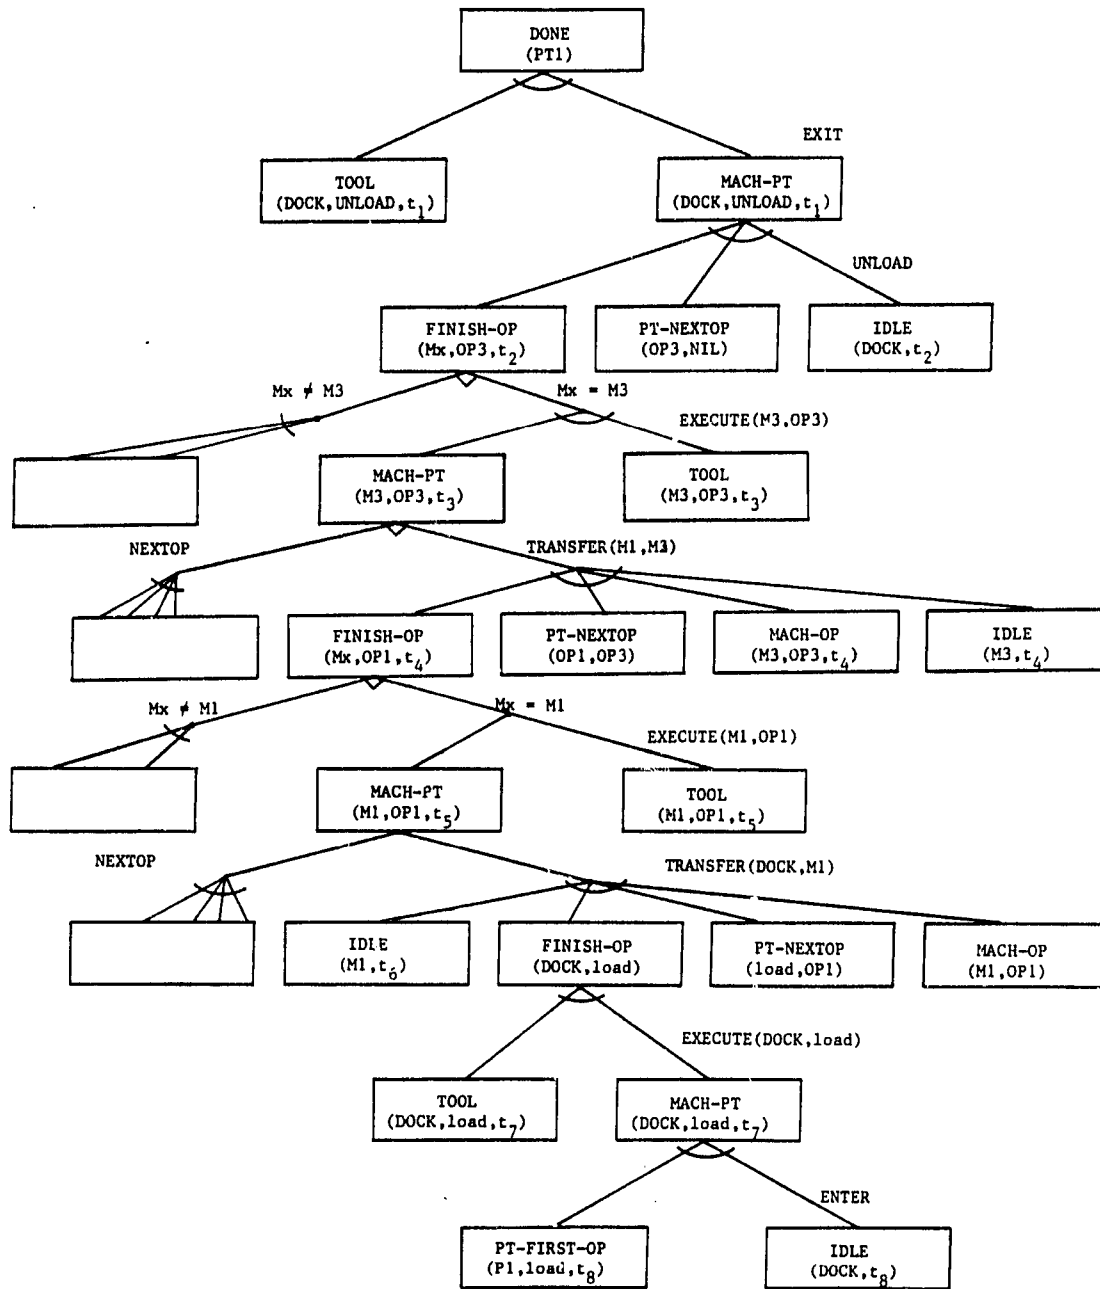 DONE
(PT1)
EXIT
TOOL
(DOCK,UNLOAD,t₁)
MACH-PT
(DOCK,UNLOAD,t₁)
UNLOAD
FINISH-OP
(Mx,OP3,t₂)
PT-NEXTOP
(OP3,NIL)
IDLE
(DOCK,t₂)
Mx ≠ M3
Mx = M3
EXECUTE(M3,OP3)
MACH-PT
(M3,OP3,t₃)
TOOL
(M3,OP3,t₃)
NEXTOP
TRANSFER(M1,M3)
FINISH-OP
(Mx,OP1,t₄)
PT-NEXTOP
(OP1,OP3)
MACH-OP
(M3,OP3,t₄)
IDLE
(M3,t₄)
Mx ≠ M1
Mx = M1
EXECUTE(M1,OP1)
MACH-PT
(M1,OP1,t₅)
TOOL
(M1,OP1,t₅)
NEXTOP
TRANSFER(DOCK,M1)
IDLE
(M1,t₆)
FINISH-OP
(DOCK,load)
PT-NEXTOP
(load,OP1)
MACH-OP
(M1,OP1)
EXECUTE(DOCK,load)
TOOL
(DOCK,load,t₇)
MACH-PT
(DOCK,load,t₇)
ENTER
PT-FIRST-OP
(P1,load,t₈)
IDLE
(DOCK,t₈)